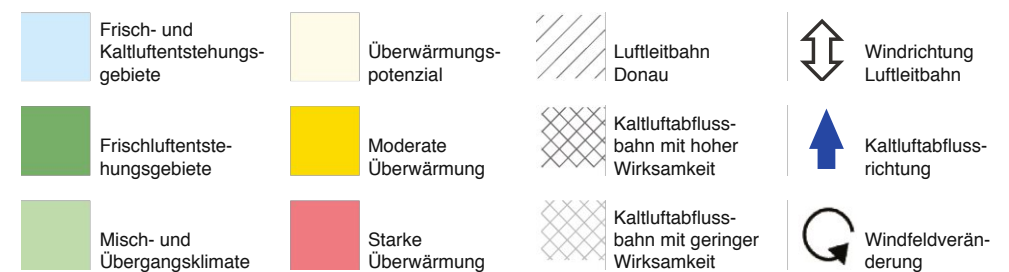 Frisch- und
Kaltluftentstehungs-
gebiete
Überwärmungs-
potenzial
Luftleitbahn
Donau
Windrichtung
Luftleitbahn
Frischluftentste-
hungsgebiete
Moderate
Überwärmung
Kaltluftabfluss-
bahn mit hoher
Wirksamkeit
Kaltluftabfluss-
richtung
Misch- und
Übergangsklimate
Starke
Überwärmung
Kaltluftabfluss-
bahn mit geringer
Wirksamkeit
Windfeldverän-
derung